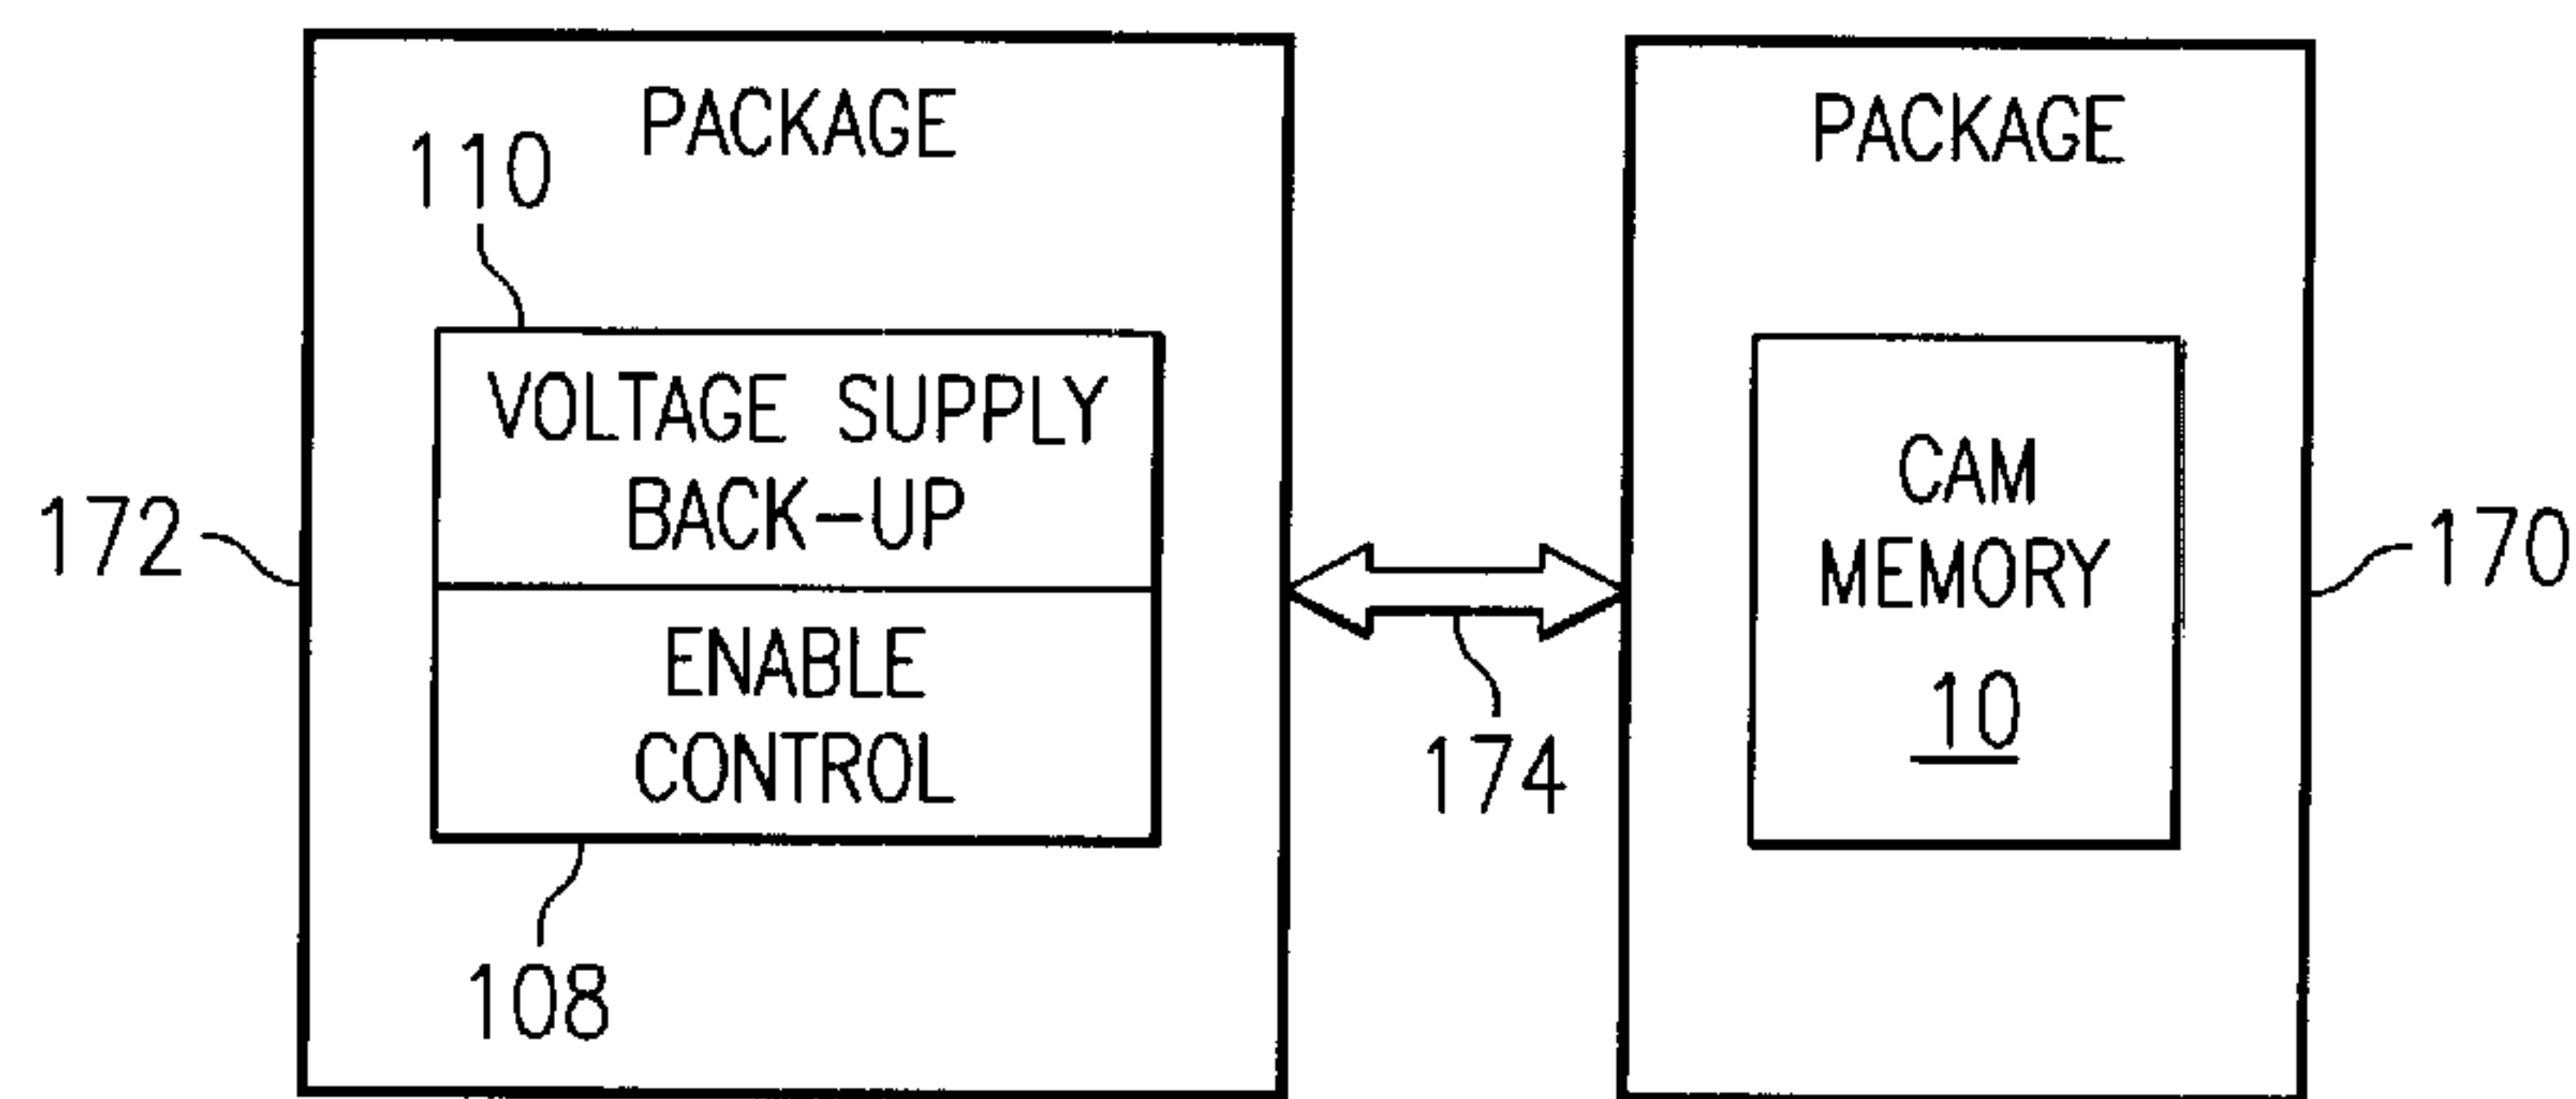 PACKAGE
110
VOLTAGE SUPPLY
BACK-UP
ENABLE
CONTROL
108
172
174
PACKAGE
CAM
MEMORY
10
170